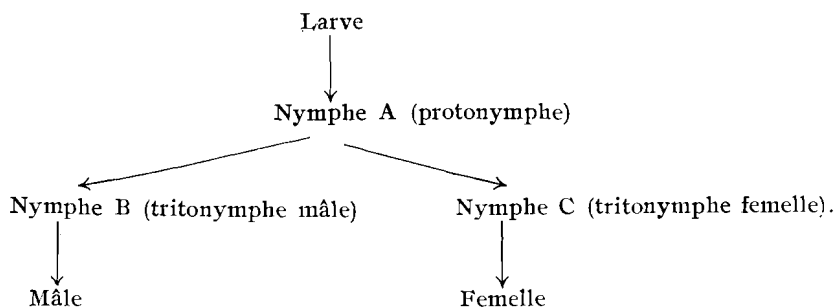 Larve
Nymphe A (protonymphe)
Nymphe B (tritonymphe mâle) Nymphe C (tritonymphe femelle).
Mâle Femelle